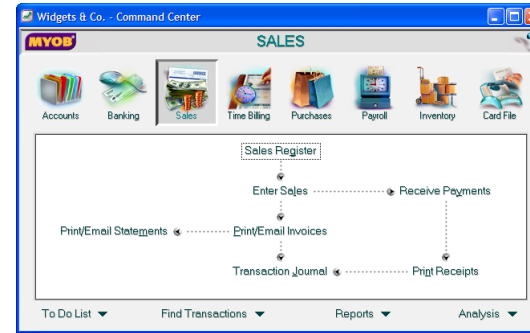 Widgets & Co. - Command Center
MYOB
SALES
Accounts Banking Sales Time Billing Purchases Payroll Inventory Card File
Sales Register
Enter Sales Receive Payments
Print/Email Statements Print/Email Invoices
Transaction Journal Print Receipts
To Do List Find Transactions Reports Analysis